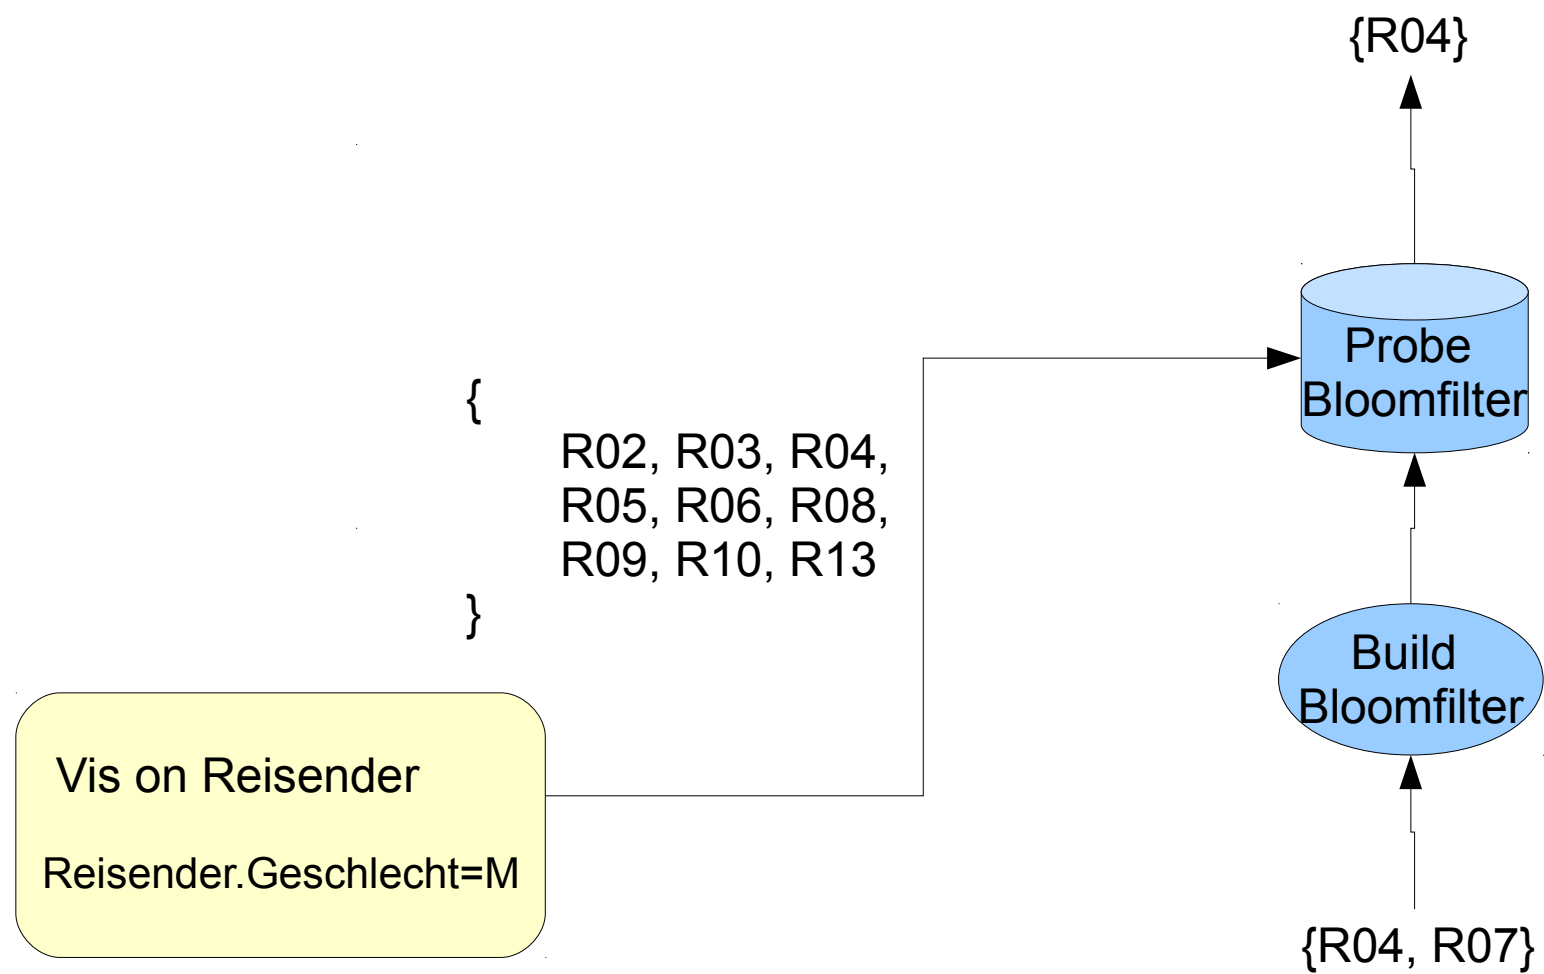 {R04}
Probe
Bloomfilter
{
R02, R03, R04,
R05, R06, R08,
R09, R10, R13
}
Build
Bloomfilter
Vis on Reisender
Reisender.Geschlecht=M
{R04, R07}